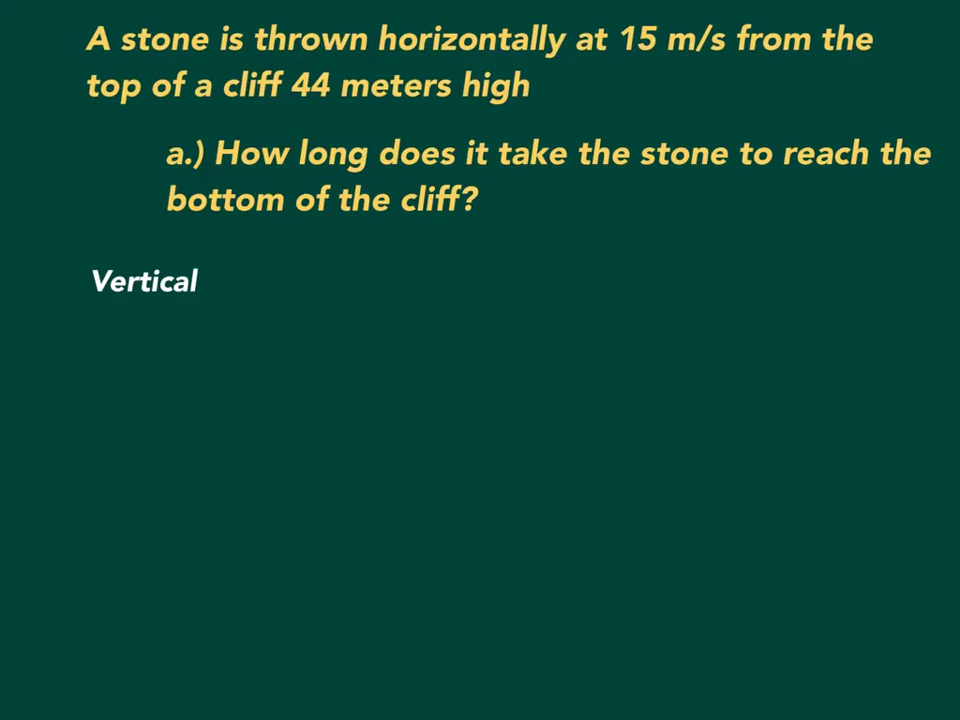 A stone is thrown horizontally at 15 m/s from the
top of a cliff 44 meters high
a.) How long does it take the stone to reach the
bottom of the cliff?
Vertical